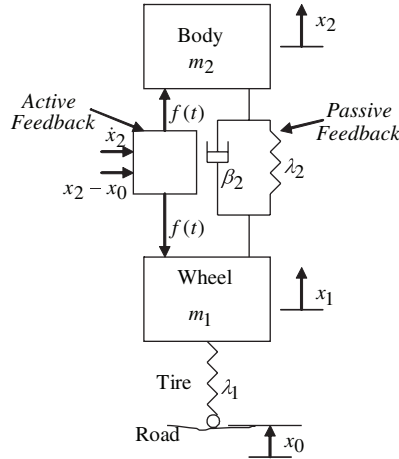 x₂
Body
m₂
Active
Feedback
f(t)
Passive
Feedback
ẋ₂
x₂ − x₀
β₂
λ₂
f(t)
Wheel
m₁
x₁
Tire
λ₁
Road
x₀